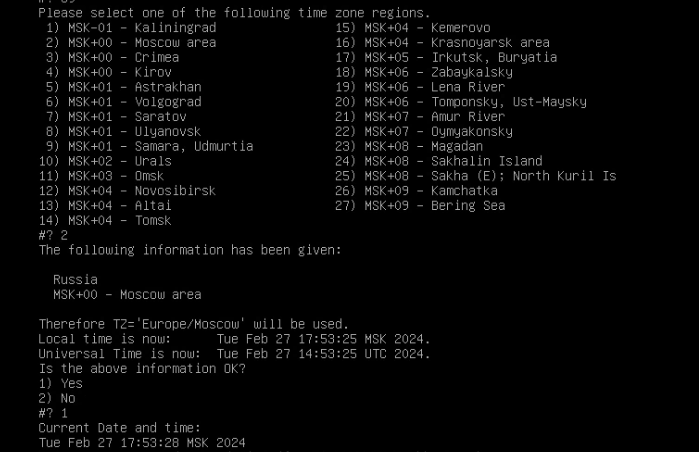 Please select one of the following time zone regions.
1) MSK-01 - Kaliningrad 15) MSK+04 - Kemerovo
2) MSK+00 - Moscow area 16) MSK+04 - Krasnoyarsk area
3) MSK+00 - Crimea 17) MSK+05 - Irkutsk, Buryatia
4) MSK+00 - Kirov 18) MSK+06 - Zabaykalsky
5) MSK+01 - Astrakhan 19) MSK+06 - Lena River
6) MSK+01 - Volgograd 20) MSK+06 - Tomponsky, Ust-Maysky
7) MSK+01 - Saratov 21) MSK+07 - Amur River
8) MSK+01 - Ulyanovsk 22) MSK+07 - Oymyakonsky
9) MSK+01 - Samara, Udmurtia 23) MSK+08 - Magadan
10) MSK+02 - Urals 24) MSK+08 - Sakhalin Island
11) MSK+03 - Omsk 25) MSK+08 - Sakha (E); North Kuril Is
12) MSK+04 - Novosibirsk 26) MSK+09 - Kamchatka
13) MSK+04 - Altai 27) MSK+09 - Bering Sea
14) MSK+04 - Tomsk
#? 2
The following information has been given:
Russia
MSK+00 - Moscow area
Therefore TZ='Europe/Moscow' will be used.
Local time is now: Tue Feb 27 17:53:25 MSK 2024.
Universal Time is now: Tue Feb 27 14:53:25 UTC 2024.
Is the above information OK?
1) Yes
2) No
#? 1
Current Date and time:
Tue Feb 27 17:53:28 MSK 2024